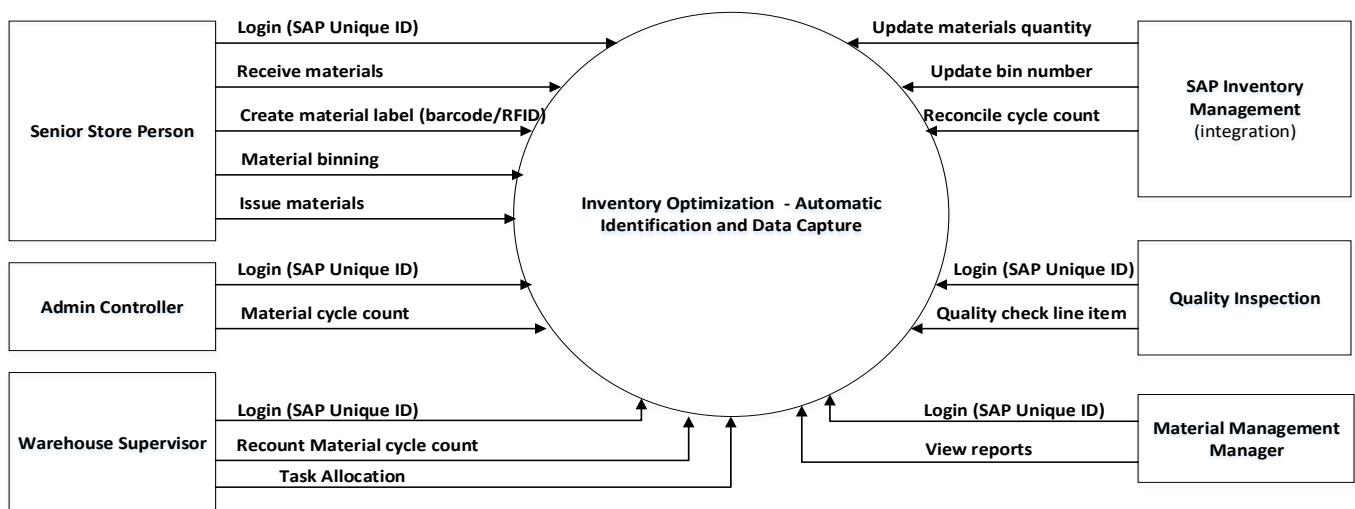 Login (SAP Unique ID)
Receive materials
Create material label (barcode/RFID)
Material binning
Issue materials
Senior Store Person
Login (SAP Unique ID)
Material cycle count
Admin Controller
Login (SAP Unique ID)
Recount Material cycle count
Task Allocation
Warehouse Supervisor
Inventory Optimization - Automatic
Identification and Data Capture
Update materials quantity
Update bin number
Reconcile cycle count
SAP Inventory
Management
(integration)
Login (SAP Unique ID)
Quality check line item
Quality Inspection
Login (SAP Unique ID)
View reports
Material Management
Manager